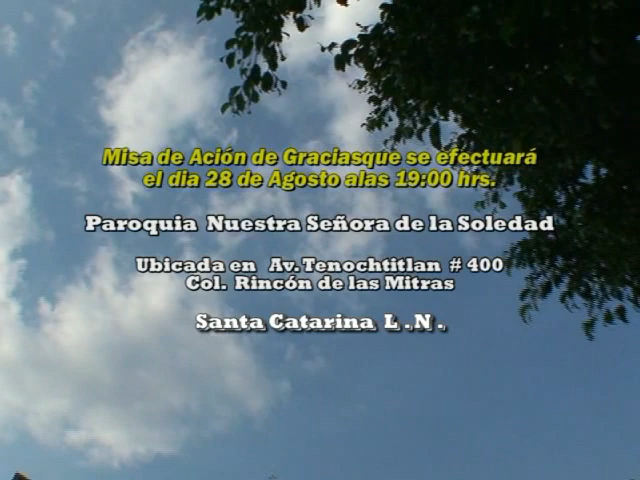 Misa de Ación de Graciasque se efectuará
el dia 28 de Agosto alas 19:00 hrs.
Paroquia Nuestra Señora de la Soledad
Ubicada en Av. Tenochtitlan # 400
Col. Rincón de las Mitras
Santa Catarina L .N .